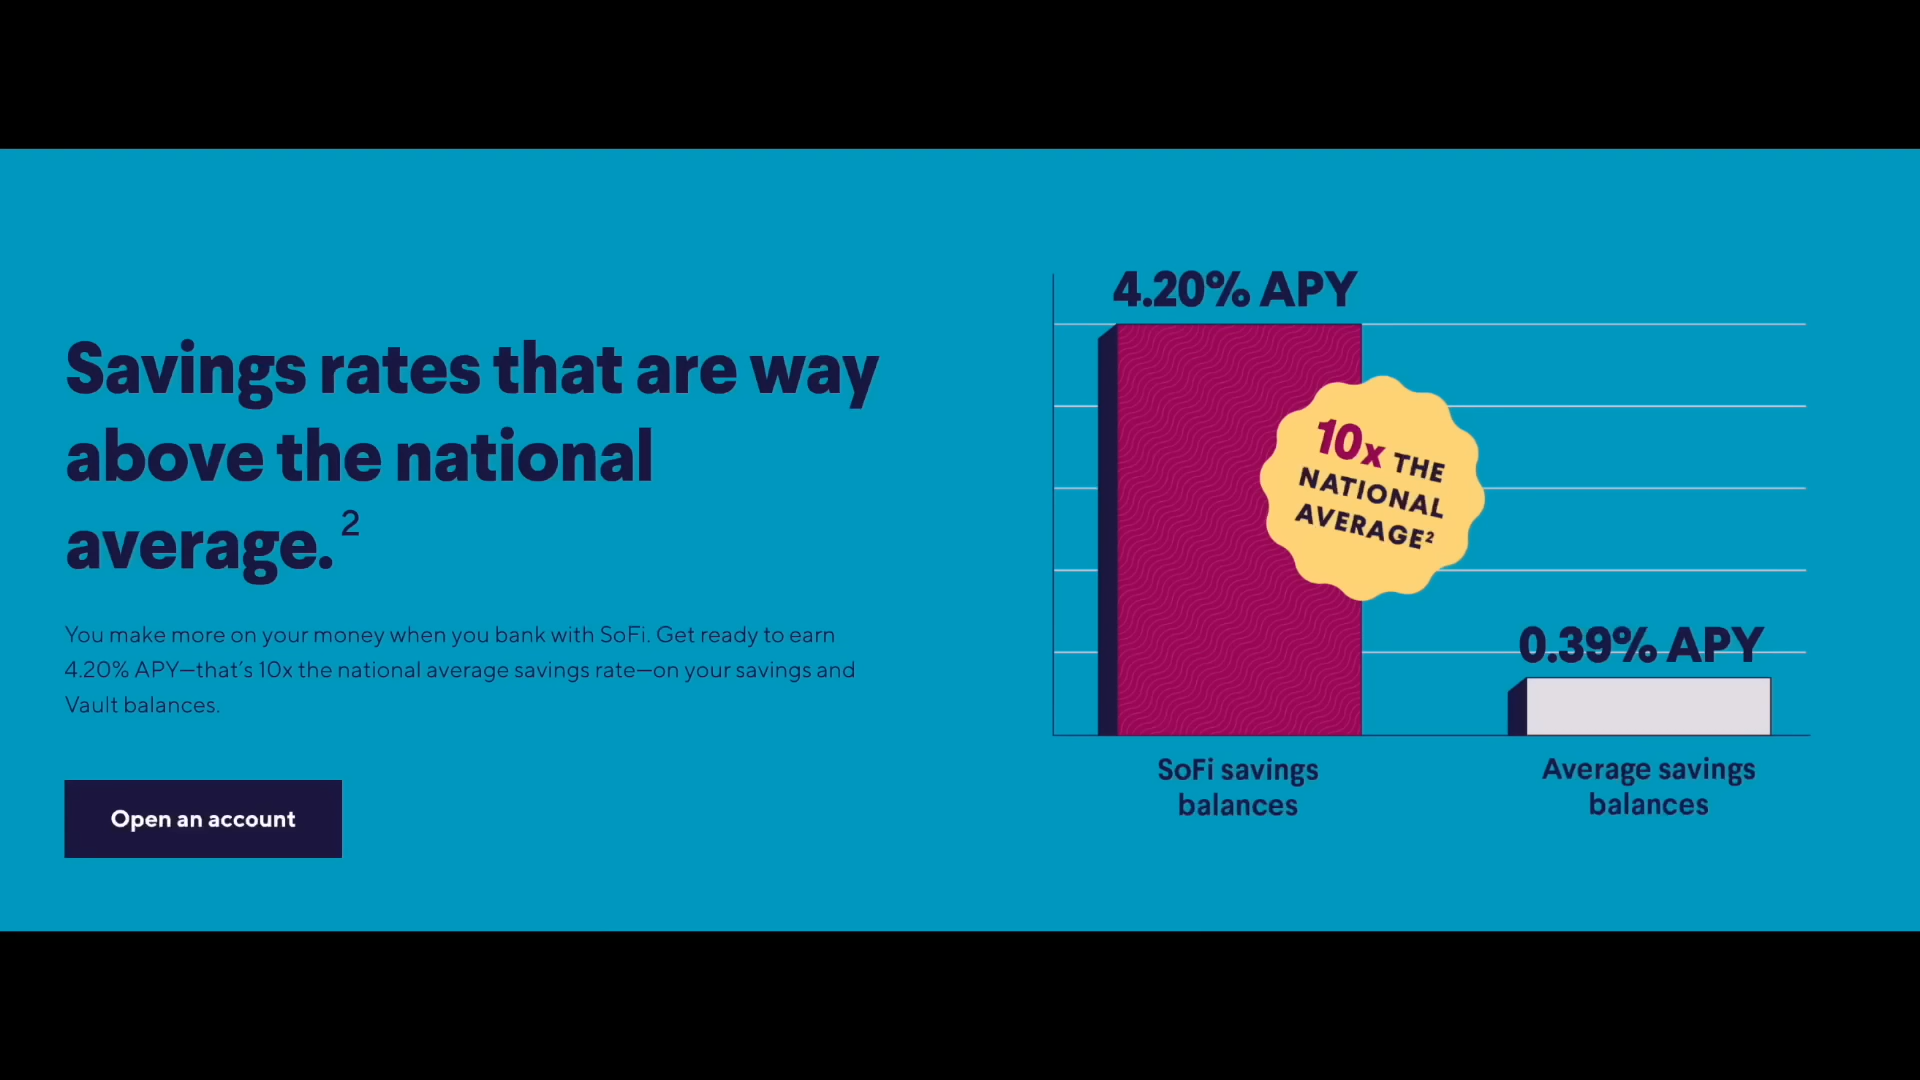 Savings rates that are way
above the national
average.²
You make more on your money when you bank with SoFi. Get ready to earn
4.20% APY—that's 10x the national average savings rate—on your savings and
Vault balances.
Open an account
4.20% APY
10x THE
NATIONAL
AVERAGE²
0.39% APY
SoFi savings
balances
Average savings
balances